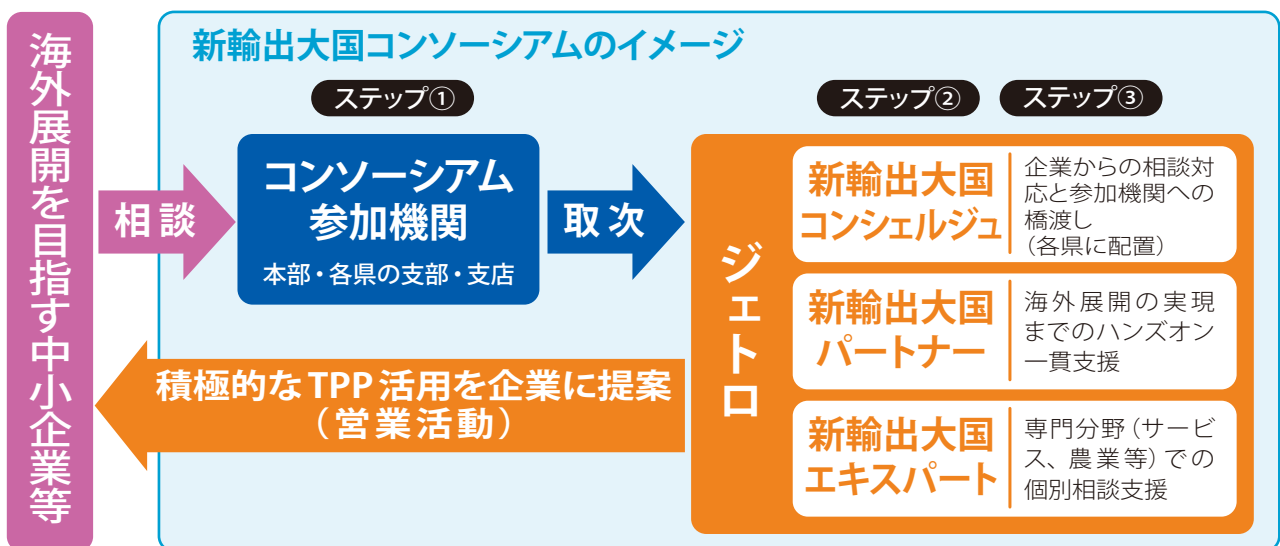 海外展開を目指す中小企業等
新輸出大国コンソーシアムのイメージ
ステップ①
ステップ②
ステップ③
相談
コンソーシアム
参加機関
本部・各県の支部・支店
取次
ジェトロ
新輸出大国
コンシェルジュ
企業からの相談対
応と参加機関への
橋渡し
（各県に配置）
新輸出大国
パートナー
海外展開の実現
までのハンズオン
一貫支援
新輸出大国
エキスパート
専門分野（サービ
ス、農業等）での
個別相談支援
積極的なTPP活用を企業に提案
（営業活動）